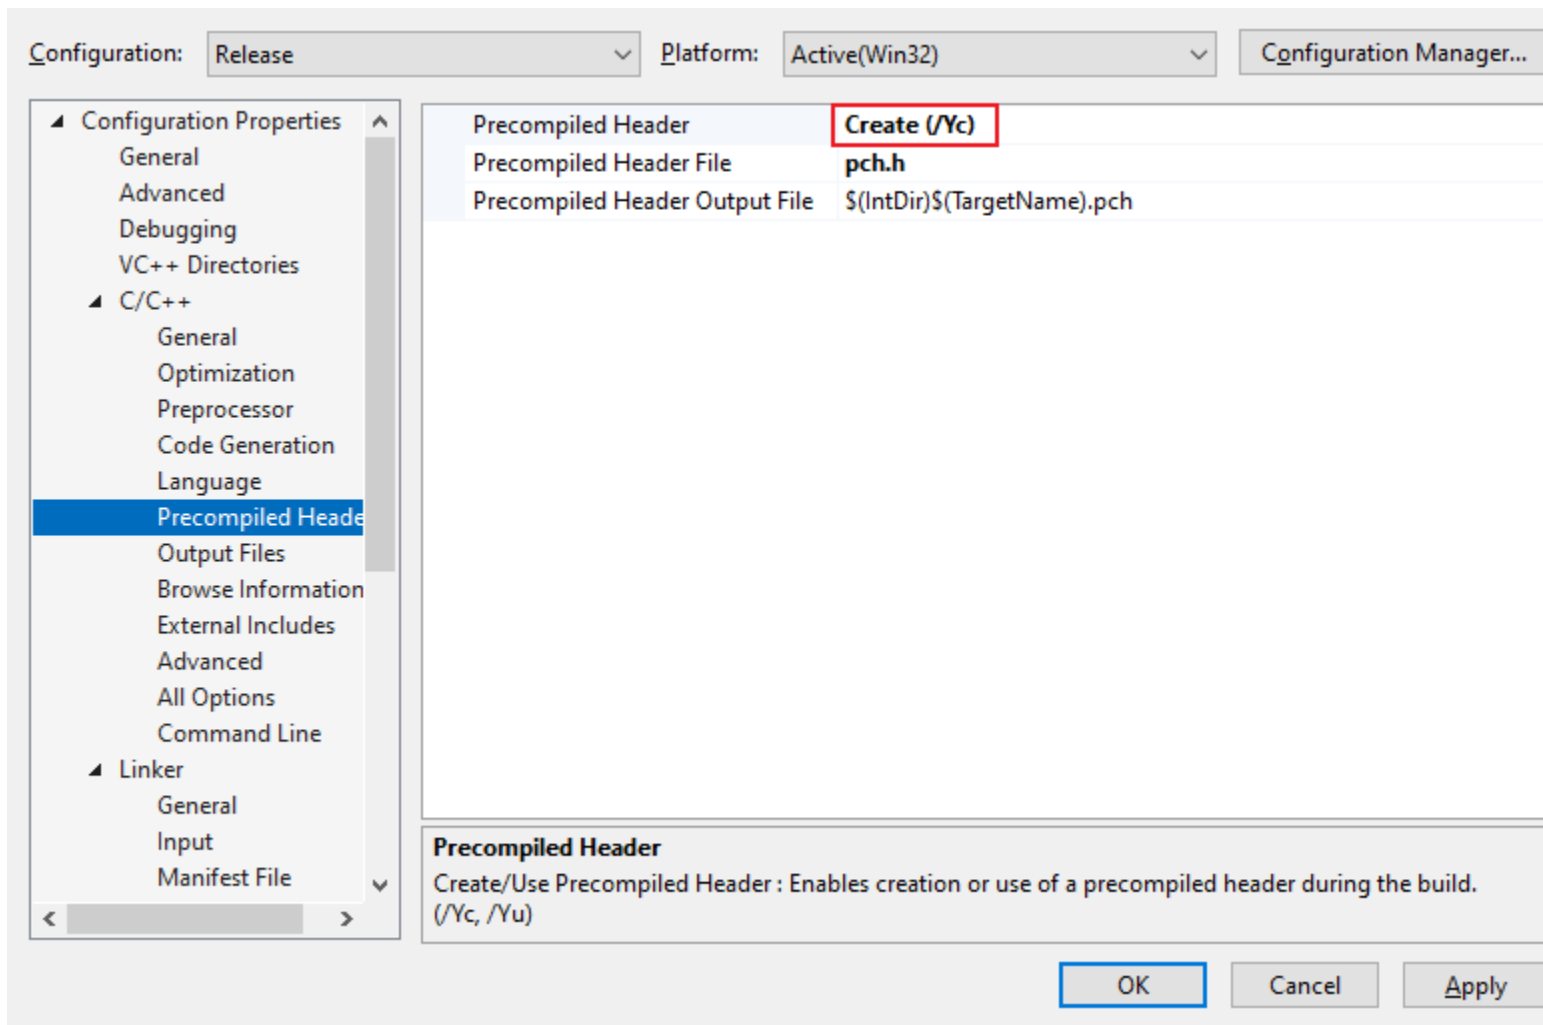 Configuration: Release Platform: Active(Win32) Configuration Manager...
Configuration Properties
General
Advanced
Debugging
VC++ Directories
C/C++
General
Optimization
Preprocessor
Code Generation
Language
Precompiled Heade
Output Files
Browse Information
External Includes
Advanced
All Options
Command Line
Linker
General
Input
Manifest File
Precompiled Header Create (/Yc)
Precompiled Header File pch.h
Precompiled Header Output File $(IntDir)$(TargetName).pch
Precompiled Header
Create/Use Precompiled Header : Enables creation or use of a precompiled header during the build.
(/Yc, /Yu)
OK Cancel Apply